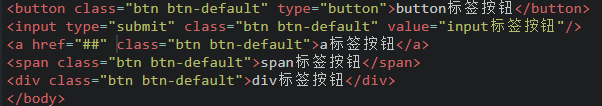 <button class="btn btn-default" type="button">button标签按钮</button>
<input type="submit" class="btn btn-default" value="input标签按钮"/>
<a href="##" class="btn btn-default">a标签按钮</a>
<span class="btn btn-default">span标签按钮</span>
<div class="btn btn-default">div标签按钮</div>
</body>